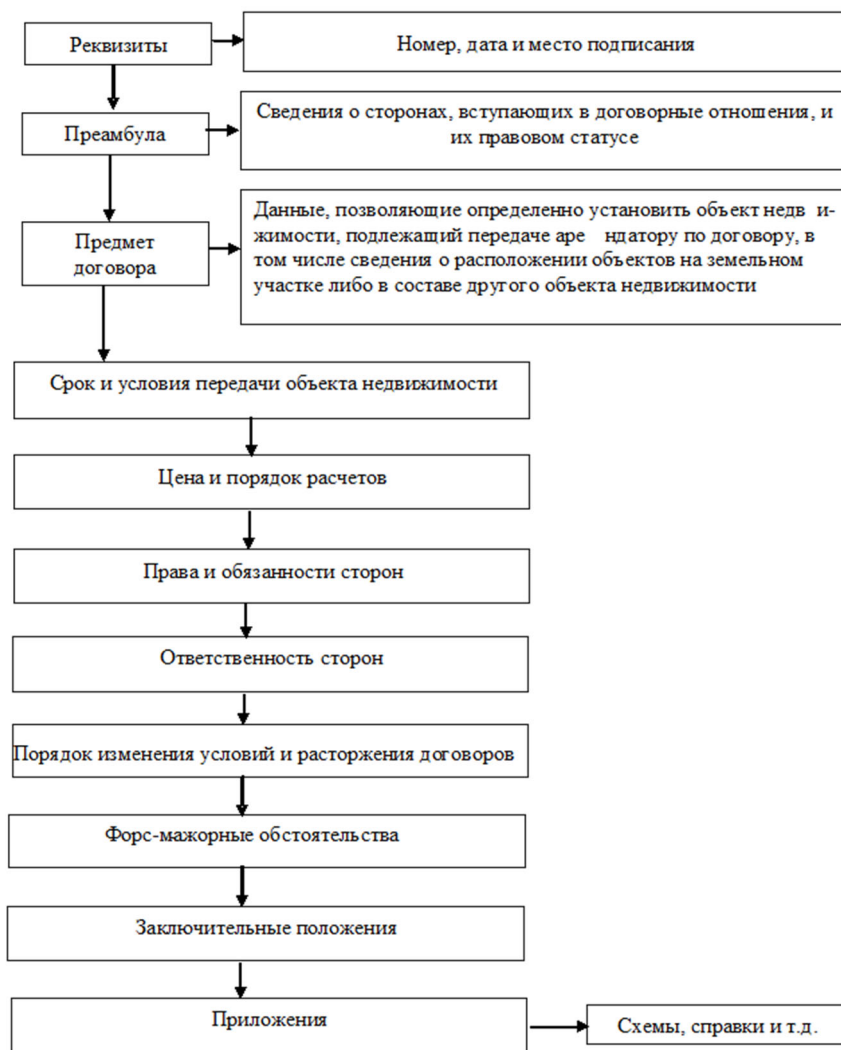 Реквизиты
Номер, дата и место подписания
Преамбула
Сведения о сторонах, вступающих в договорные отношения, и
их правовом статусе
Предмет
договора
Данные, позволяющие определенно установить объект недв и-
жимости, подлежащий передаче аре ндатору по договору, в
том числе сведения о расположении объектов на земельном
участке либо в составе другого объекта недвижимости
Срок и условия передачи объекта недвижимости
Цена и порядок расчетов
Права и обязанности сторон
Ответственность сторон
Порядок изменения условий и расторжения договоров
Форс-мажорные обстоятельства
Заключительные положения
Приложения
Схемы, справки и т.д.